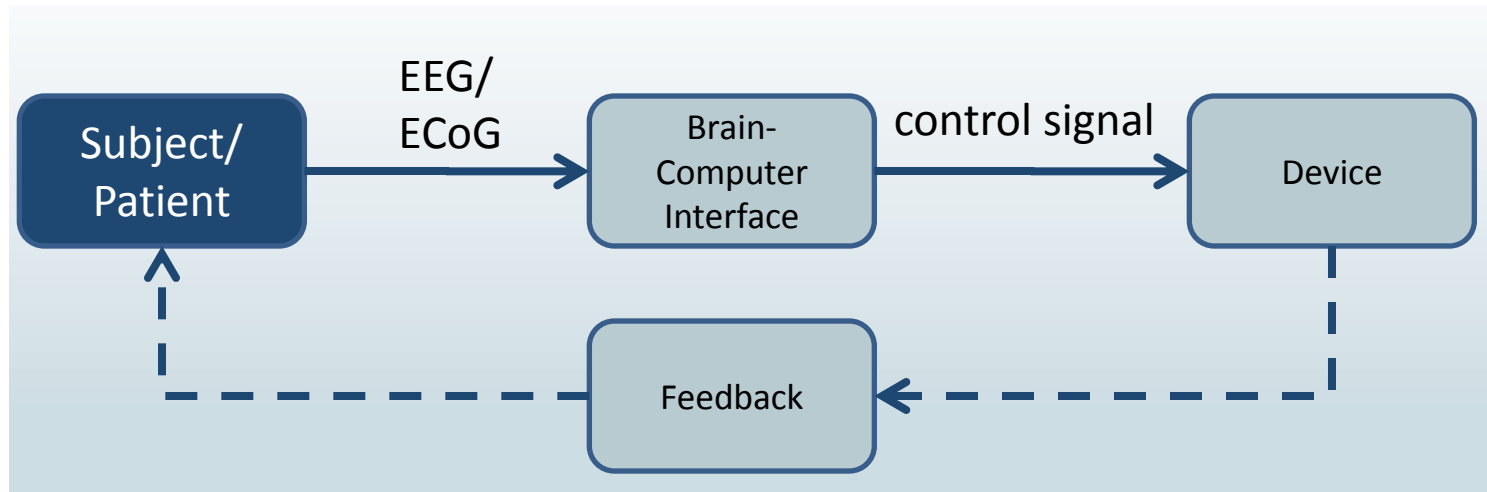 Subject/
Patient
EEG/
ECoG
Brain-
Computer
Interface
control signal
Device
Feedback